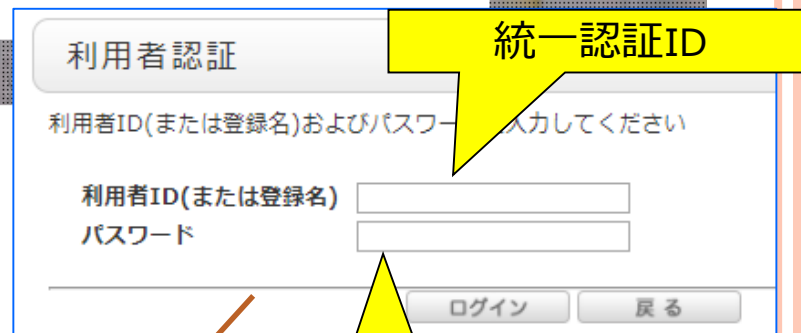 統一認証ID
利用者認証
利用者ID(または登録名)およびパスワー 入力してください
利用者ID(または登録名)
パスワード
ログイン
戻る